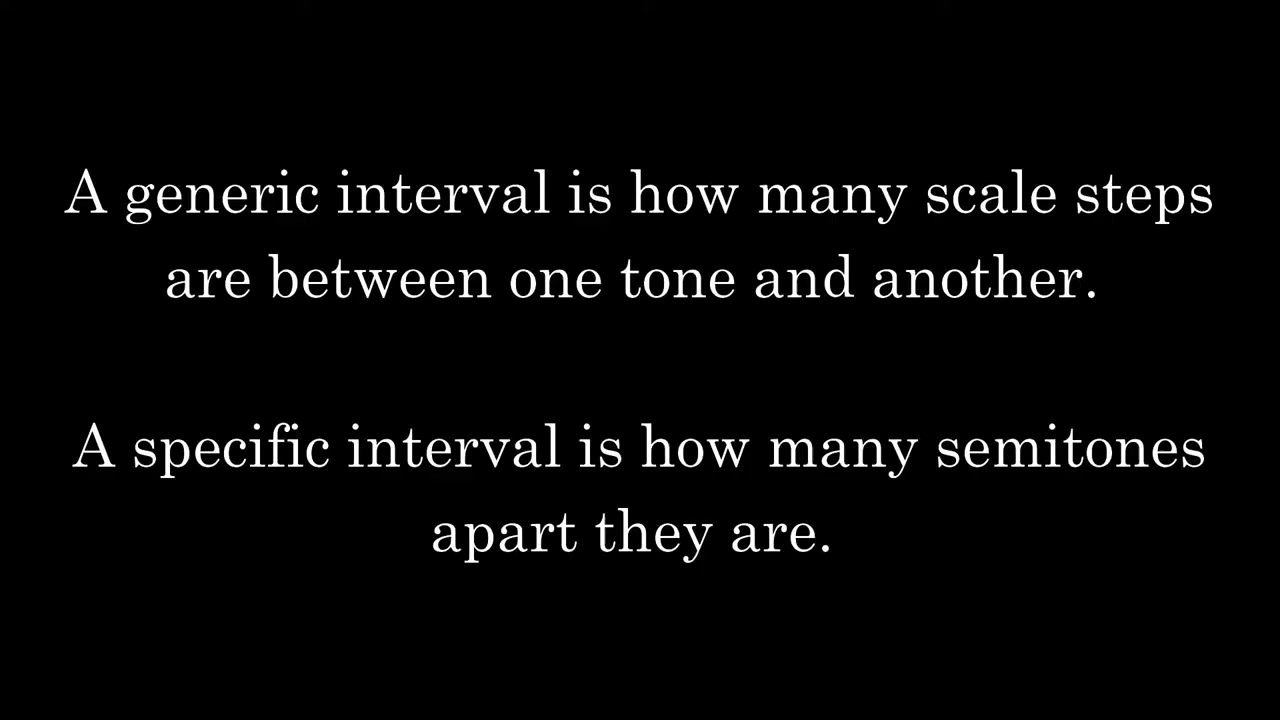 A generic interval is how many scale steps
are between one tone and another.
A specific interval is how many semitones
apart they are.